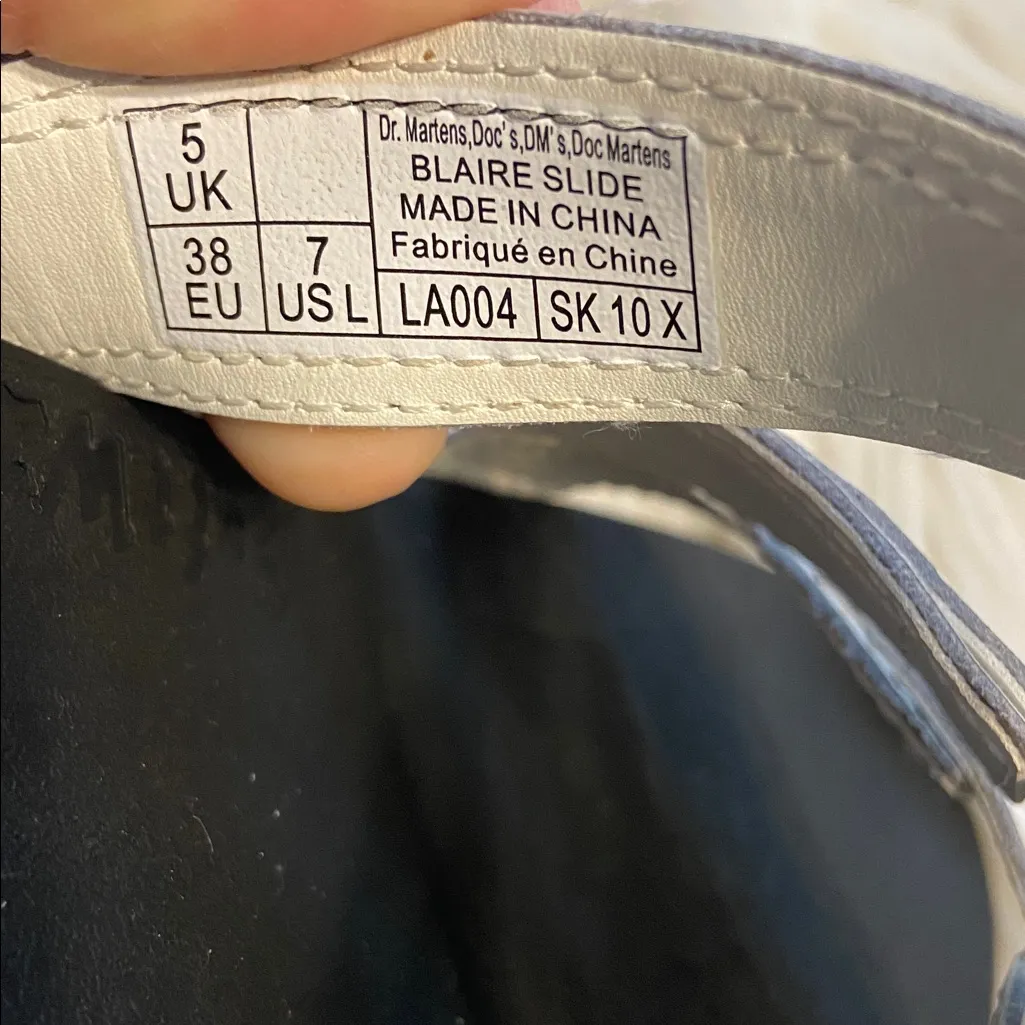 5
UK
38
EU
7
US L
Dr. Martens,Doc's,DM's,Doc Martens
BLAIRE SLIDE
MADE IN CHINA
Fabriqué en Chine
LA004
SK 10 X